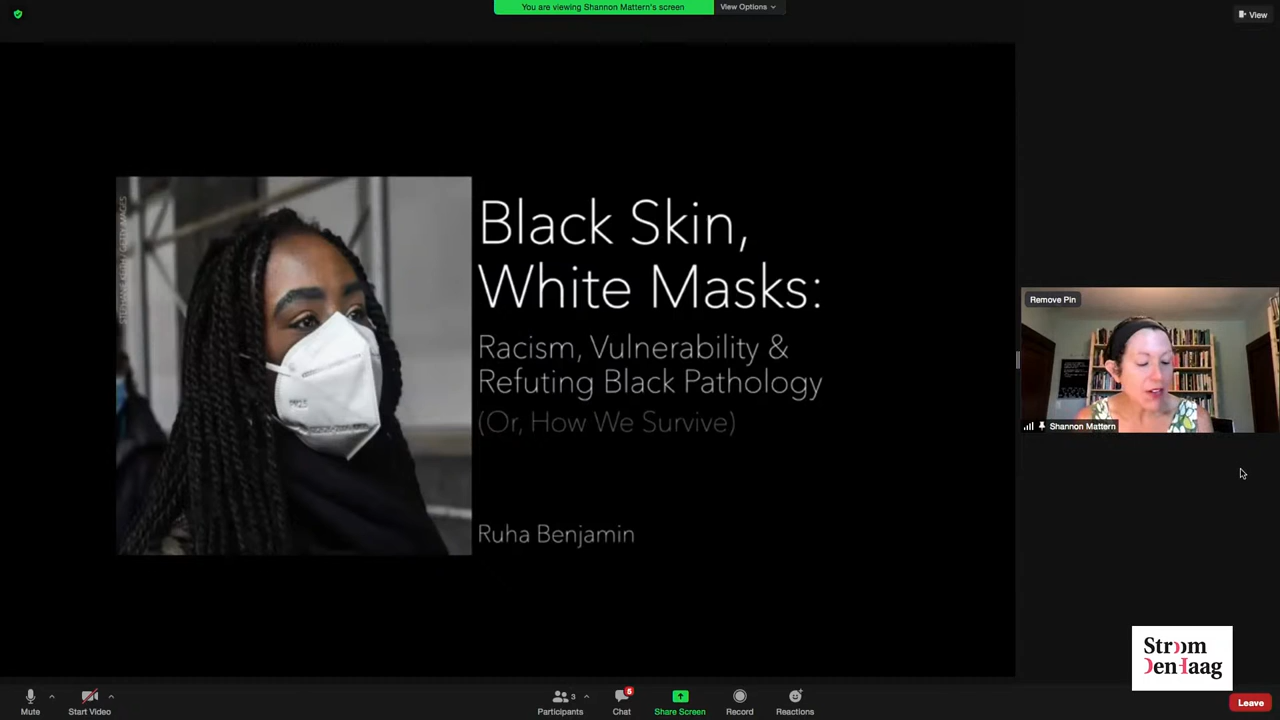 You are viewing Shannon Mattern's screen
View Options
View
Black Skin,
White Masks:
Racism, Vulnerability &
Refuting Black Pathology
(Or, How We Survive)
Ruha Benjamin
Remove Pin
Shannon Mattern
Stroom
Den Haag
Mute
Start Video
Participants
3
Chat
6
Share Screen
Record
Reactions
Leave